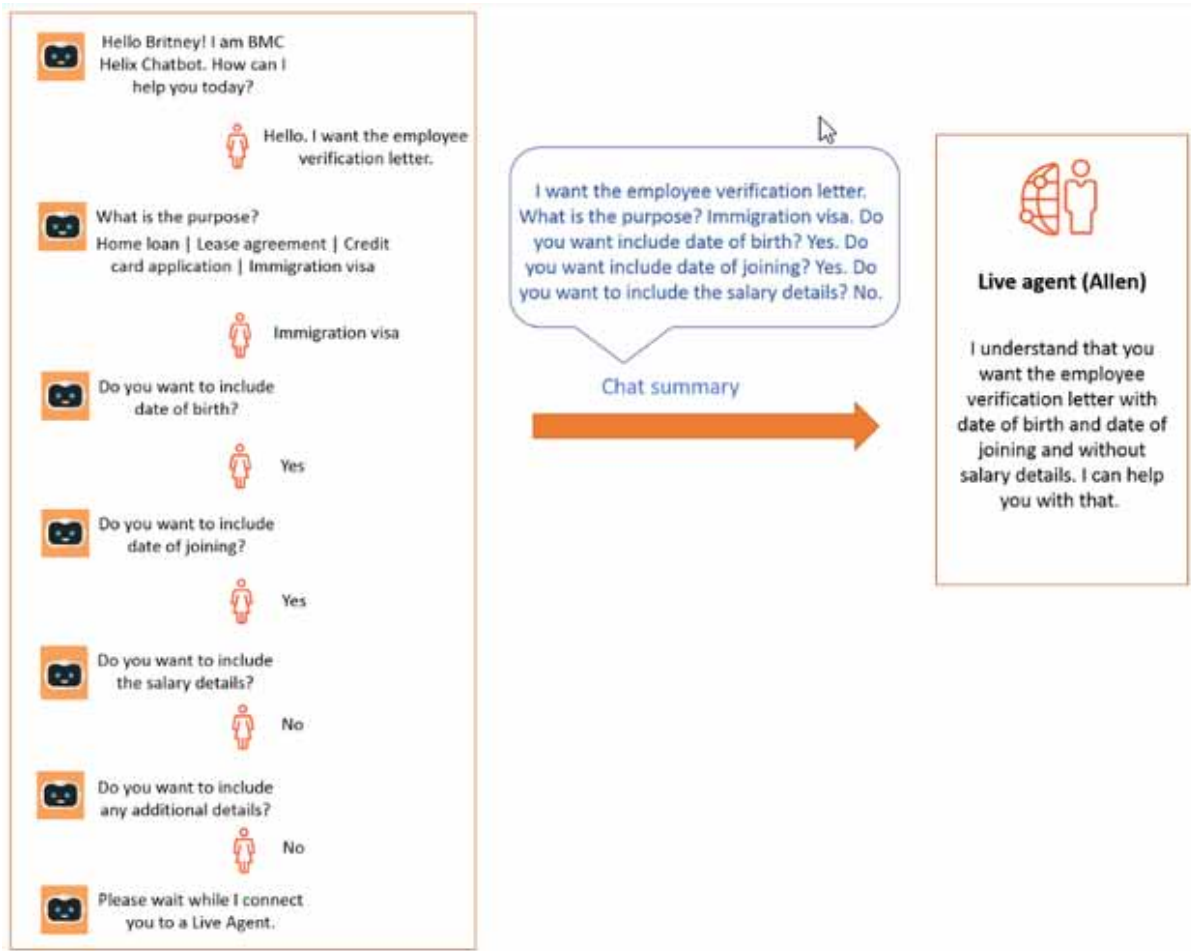 Hello Britney! I am BMC
Helix Chatbot. How can I
help you today?
Hello. I want the employee
verification letter.
What is the purpose?
Home loan | Lease agreement | Credit
card application | Immigration visa
Immigration visa
Do you want to include
date of birth?
Yes
Do you want to include
date of joining?
Yes
Do you want to include
the salary details?
No
Do you want to include
any additional details?
No
Please wait while I connect
you to a Live Agent.
I want the employee verification letter.
What is the purpose? Immigration visa. Do
you want include date of birth? Yes. Do
you want include date of joining? Yes. Do
you want to include the salary details? No.
Chat summary
Live agent (Allen)
I understand that you
want the employee
verification letter with
date of birth and date of
joining and without
salary details. I can help
you with that.